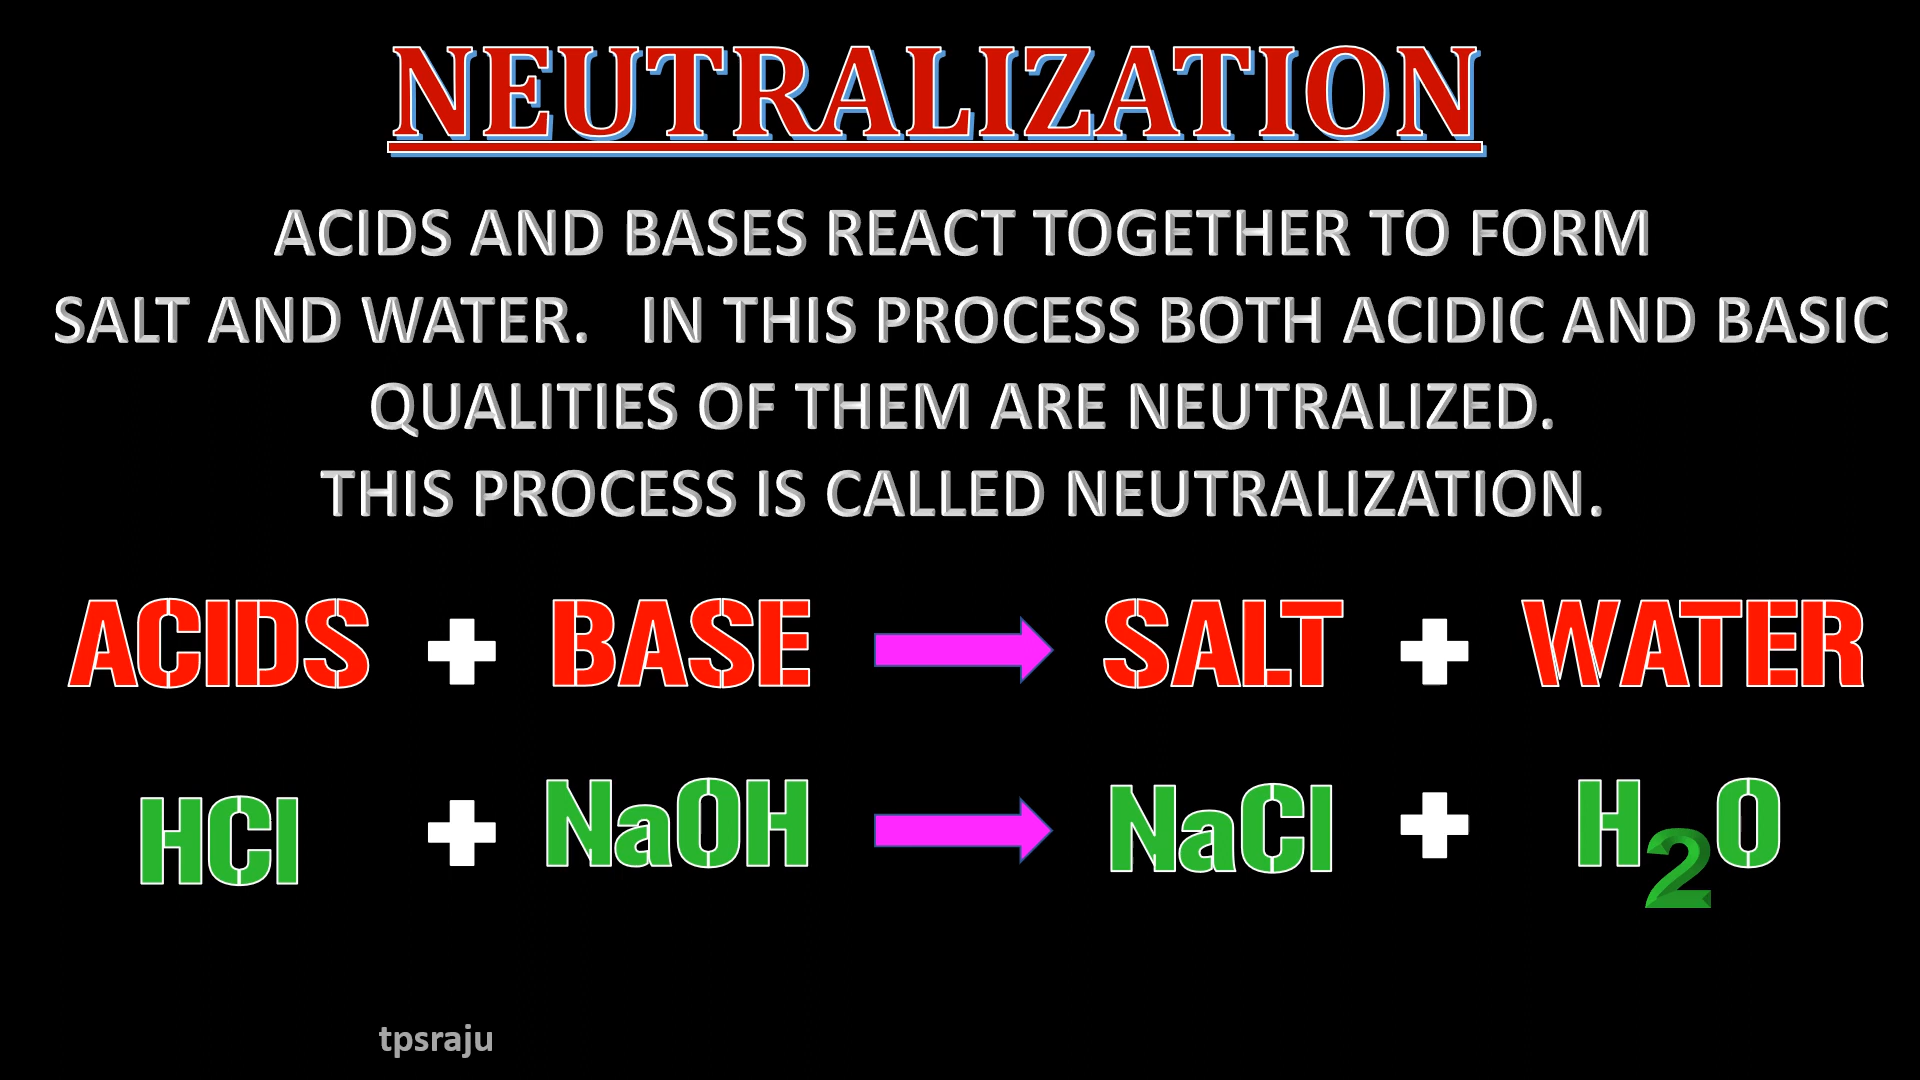 NEUTRALIZATION
ACIDS AND BASES REACT TOGETHER TO FORM
SALT AND WATER. IN THIS PROCESS BOTH ACIDIC AND BASIC
QUALITIES OF THEM ARE NEUTRALIZED.
THIS PROCESS IS CALLED NEUTRALIZATION.
ACIDS + BASE → SALT + WATER
HCl + NaOH → NaCl + H2O
tpsraju